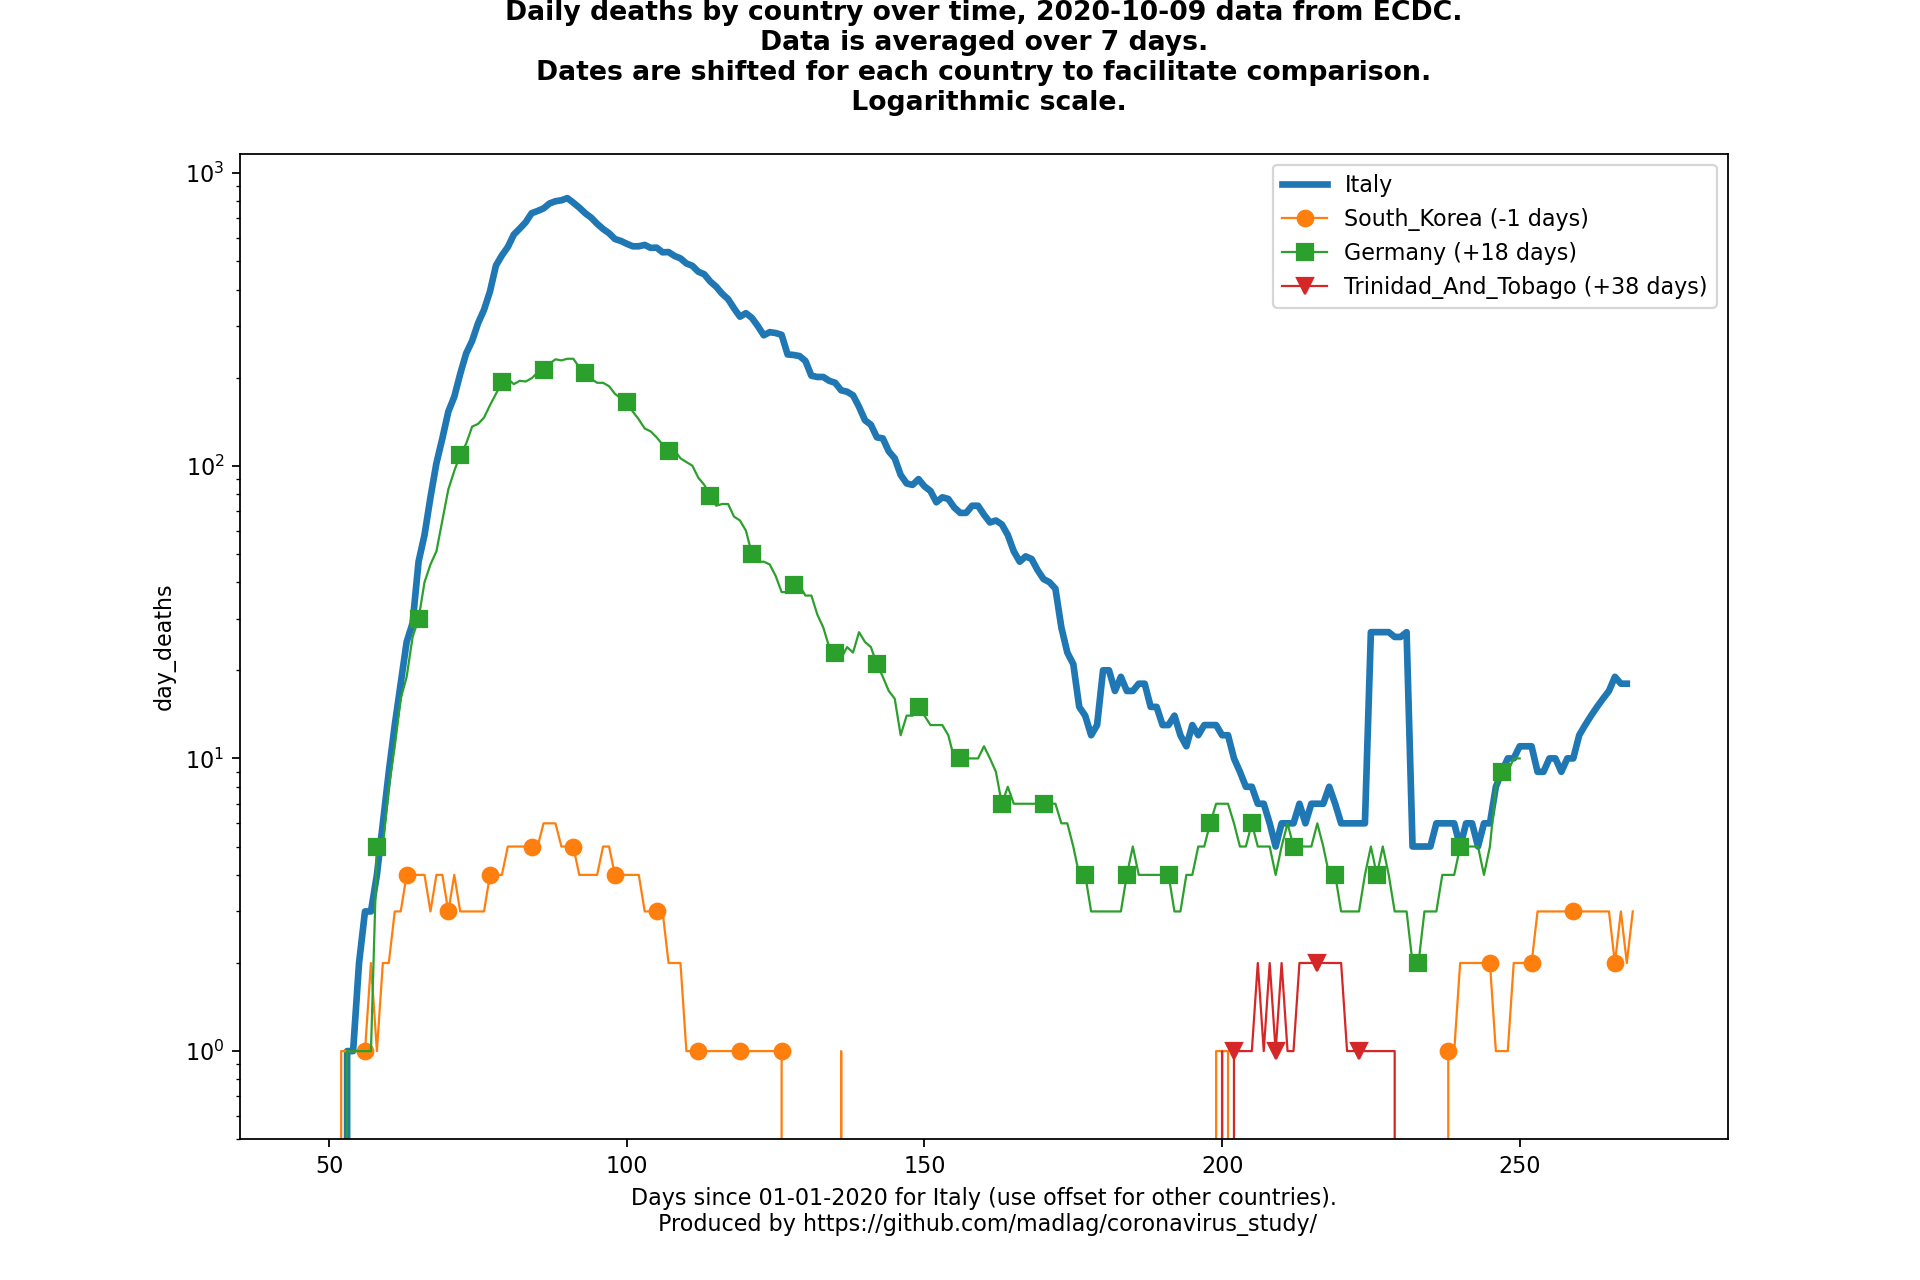 Daily deaths by country over time, 2020-10-09 data from ECDC.
Data is averaged over 7 days.
Dates are shifted for each country to facilitate comparison.
Logarithmic scale.
10³
10²
10¹
10⁰
day_deaths
Italy
South_Korea (-1 days)
Germany (+18 days)
Trinidad_And_Tobago (+38 days)
50 100 150 200 250
Days since 01-01-2020 for Italy (use offset for other countries).
Produced by https://github.com/madlag/coronavirus_study/